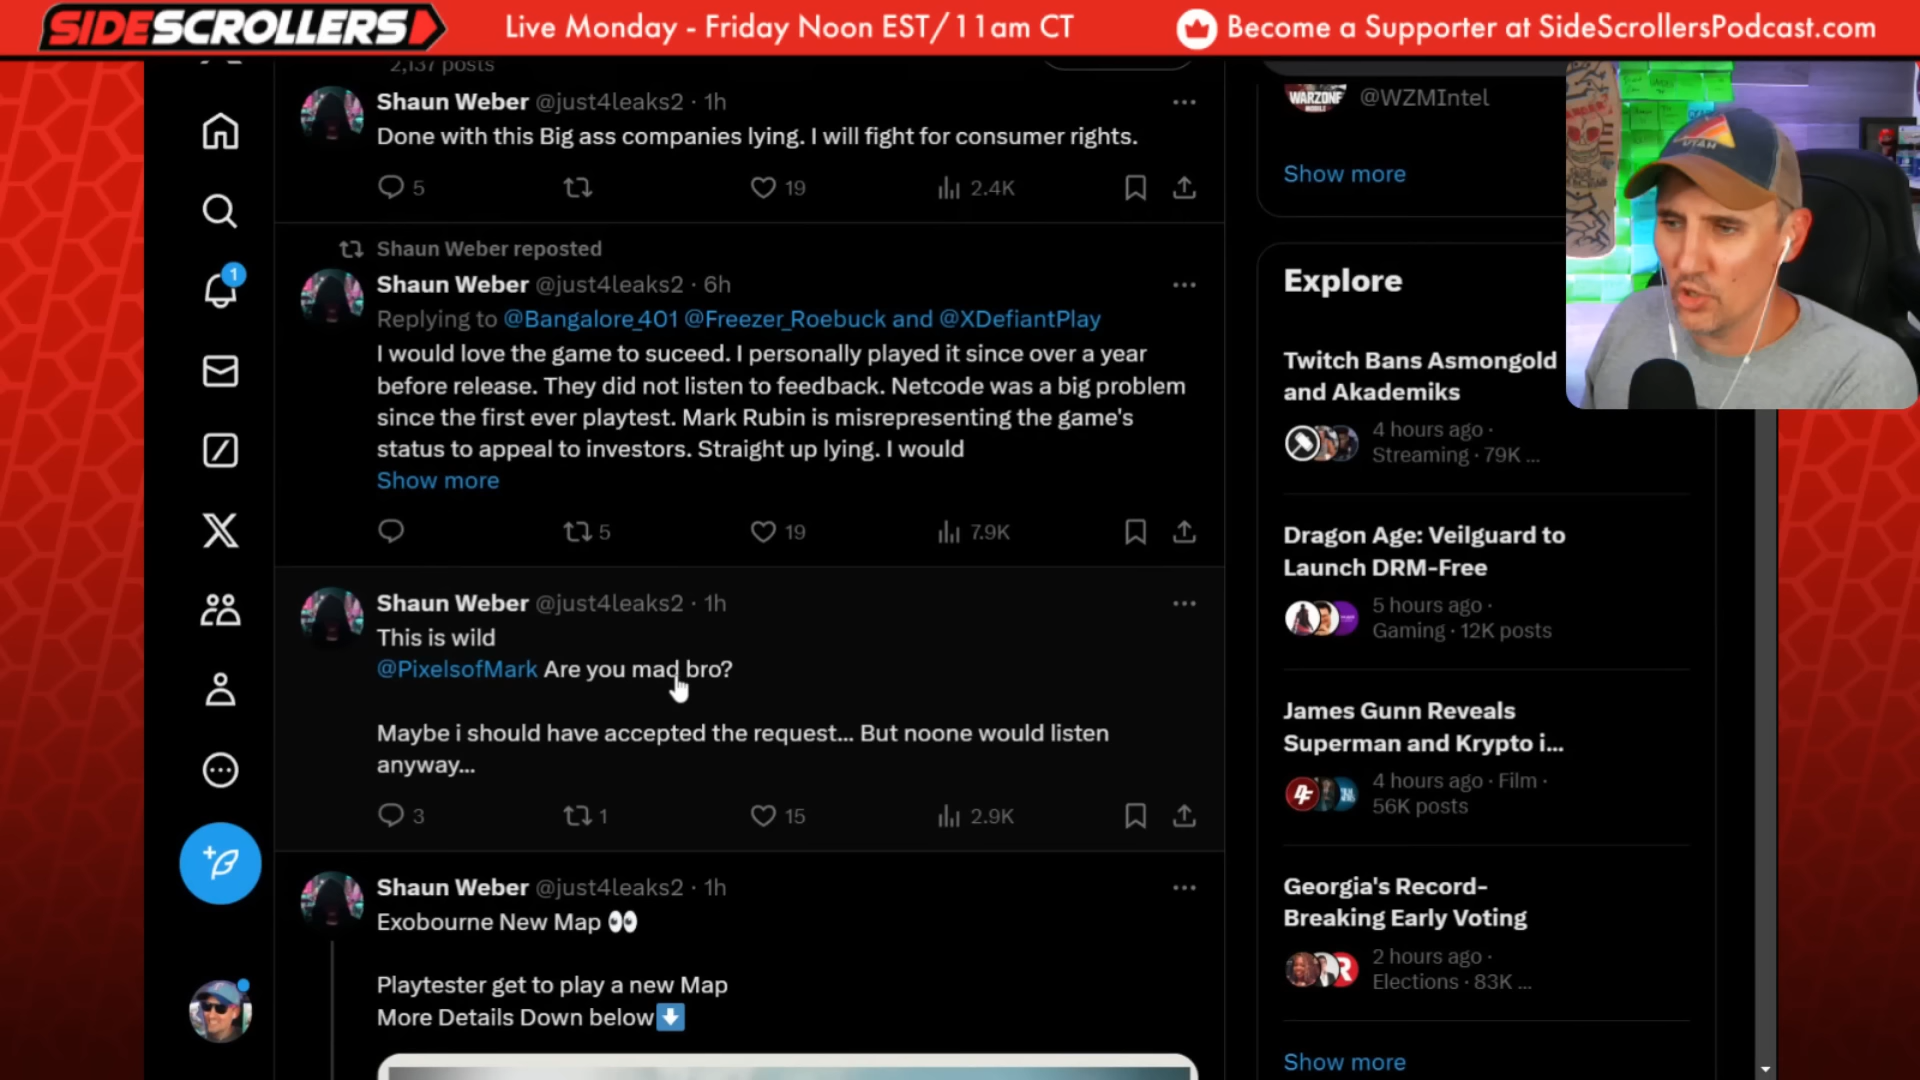 SIDESCROLLERS
Live Monday - Friday Noon EST/11am CT
Become a Supporter at SideScrollersPodcast.com
2,137 posts
Shaun Weber @just4leaks2 · 1h
Done with this Big ass companies lying. I will fight for consumer rights.
5
19
2.4K
Shaun Weber reposted
Shaun Weber @just4leaks2 · 6h
Replying to @Bangalore_401 @Freezer_Roebuck and @XDefiantPlay
I would love the game to suceed. I personally played it since over a year
before release. They did not listen to feedback. Netcode was a big problem
since the first ever playtest. Mark Rubin is misrepresenting the game's
status to appeal to investors. Straight up lying. I would
Show more
5
19
7.9K
Shaun Weber @just4leaks2 · 1h
This is wild
@PixelsofMark Are you mad bro?
Maybe i should have accepted the request... But noone would listen
anyway...
3
1
15
2.9K
Shaun Weber @just4leaks2 · 1h
Exobourne New Map 👀
Playtester get to play a new Map
More Details Down below⬇️
1
WARZONE
@WZMIntel
Show more
UTAH
Explore
Twitch Bans Asmongold
and Akademiks
4 hours ago ·
Streaming · 79K ...
Dragon Age: Veilguard to
Launch DRM-Free
5 hours ago ·
Gaming · 12K posts
James Gunn Reveals
Superman and Krypto i...
4 hours ago · Film ·
56K posts
Georgia's Record-
Breaking Early Voting
2 hours ago ·
Elections · 83K ...
Show more